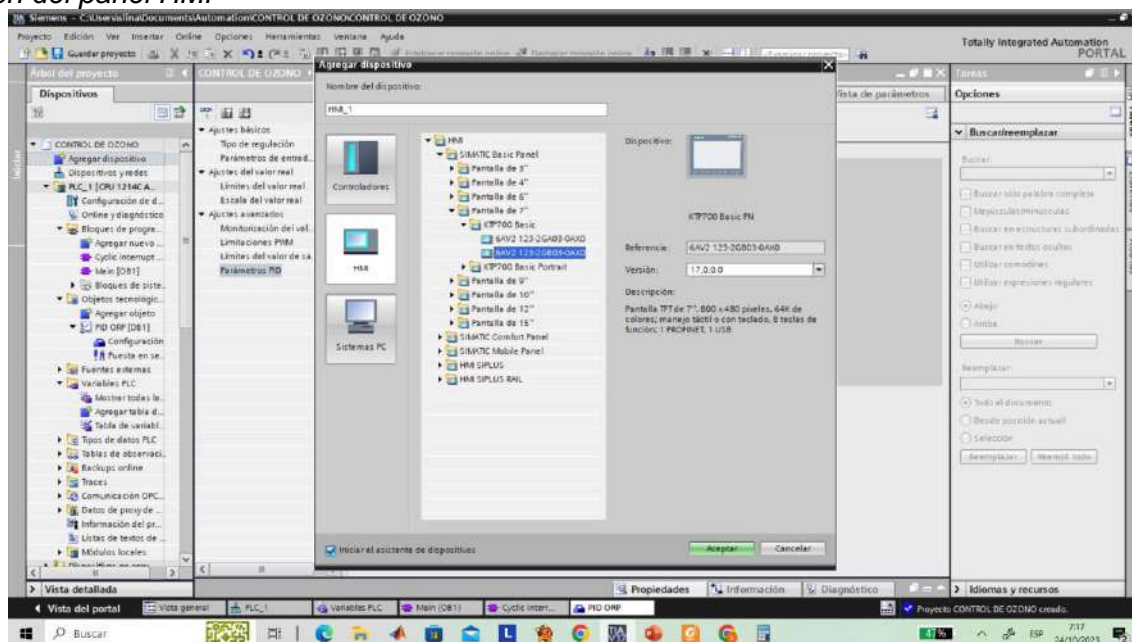 ón del panel HMI.
Siemens - C:\Users\silina\Documents\Automation\CONTROL DE OZONO\CONTROL DE OZONO
Proyecto Edición Ver Insertar Online Opciones Herramientas Ventana Ayuda
Guardar proyecto
Totally Integrated Automation
PORTAL
Árbol del proyecto
CONTROL DE OZONO
Dispositivos
CONTROL DE OZONO
Agregar dispositivo
Dispositivos y redes
PLC_1 [CPU 1214C A...
Configuración de d...
Online y diagnóstico
Bloques de progra...
Agregar nuevo ...
Cyclic interrupt ...
Main [OB1]
Bloques de siste...
Objetos tecnológic...
Agregar objeto
PID ORP [DB1]
Configuración
Puesta en se...
Fuentes externas
Variables PLC
Mostrar todas la...
Agregar tabla d...
Tabla de variabl...
Tipos de datos PLC
Tablas de observaci...
Backups online
Traces
Comunicación OPC...
Datos de proxy de ...
Información del pr...
Listas de textos de ...
Módulos locales
Vista detallada
Ajustes básicos
Tipo de regulación
Parámetros de entrad...
Ajustes del valor real
Límites del valor real
Escala del valor real
Ajustes avanzados
Monitorización del val...
Limitaciones PWM
Límites del valor de sa...
Parámetros PID
Agregar dispositivo
Nombre del dispositivo:
HMI_1
Controladores
HMI
Sistemas PC
HMI
SIMATIC Basic Panel
Pantalla de 3"
Pantalla de 4"
Pantalla de 6"
Pantalla de 7"
KTP700 Basic
6AV2 123-2GA03-0AX0
6AV2 123-2GB03-0AX0
KTP700 Basic Portrait
Pantalla de 9"
Pantalla de 10"
Pantalla de 12"
Pantalla de 15"
SIMATIC Comfort Panel
SIMATIC Mobile Panel
HMI SIPLUS
HMI SIPLUS RAIL
Dispositivo:
KTP700 Basic PN
Referencia: 6AV2 123-2GB03-0AX0
Versión: 17.0.0.0
Descripción:
Pantalla TFT de 7", 800 x 480 píxeles, 64K de
colores; manejo táctil o con teclado, 8 teclas de
función; 1 PROFINET, 1 USB
Iniciar el asistente de dispositivos
Aceptar Cancelar
Vista de parámetros
Tareas
Opciones
Buscar/reemplazar
Buscar:
Buscar sólo palabra completa
Mayúsculas/minúsculas
Buscar en estructuras subordinadas
Buscar en textos ocultos
Utilizar comodines
Utilizar expresiones regulares
Abajo
Arriba
Buscar
Reemplazar:
Todo el documento
Desde posición actual
Selección
Reemplazar Reempl. todo
Idiomas y recursos
Propiedades Información Diagnóstico
Vista del portal Vista general PLC_1 Variables PLC Main (OB1) Cyclic interr... PID ORP
Proyecto CONTROL DE OZONO creado.
Buscar
47% ESP 7:17
24/10/2023